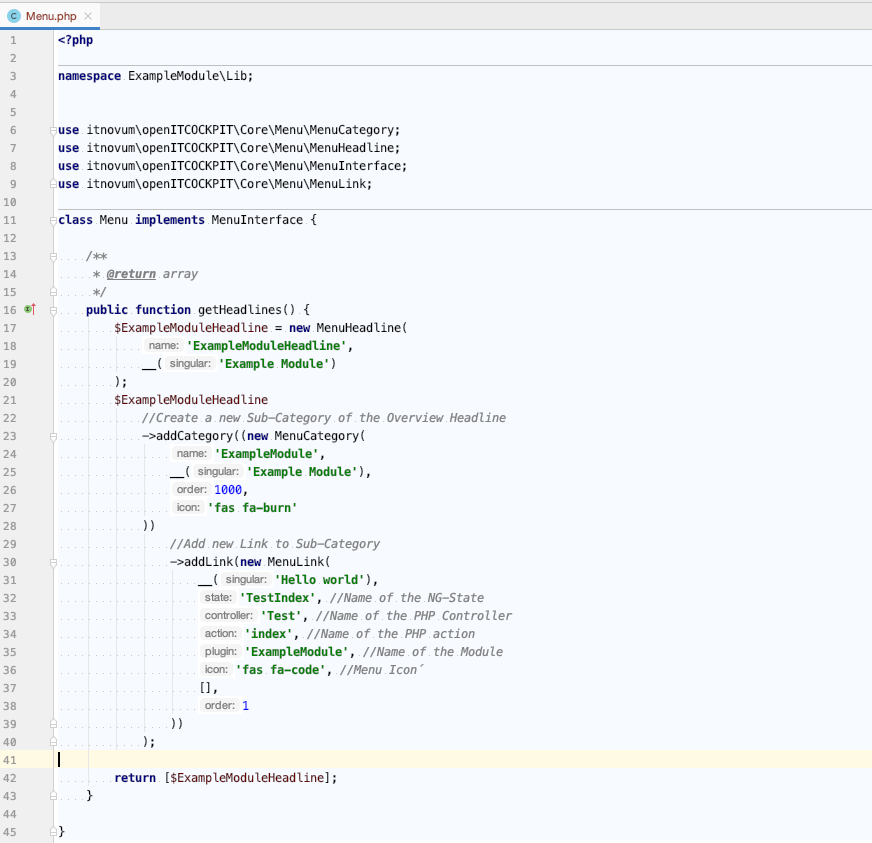 Menu.php
1 <?php
2
3 namespace ExampleModule\Lib;
4
5
6 use itnovum\openITCOCKPIT\Core\Menu\MenuCategory;
7 use itnovum\openITCOCKPIT\Core\Menu\MenuHeadline;
8 use itnovum\openITCOCKPIT\Core\Menu\MenuInterface;
9 use itnovum\openITCOCKPIT\Core\Menu\MenuLink;
10
11 class Menu implements MenuInterface {
12
13 /**
14 * @return array
15 */
16 public function getHeadlines() {
17 $ExampleModuleHeadline = new MenuHeadline(
18 name: 'ExampleModuleHeadline',
19 __( singular: 'Example Module')
20 );
21 $ExampleModuleHeadline
22 //Create a new Sub-Category of the Overview Headline
23 ->addCategory((new MenuCategory(
24 name: 'ExampleModule',
25 __( singular: 'Example Module'),
26 order: 1000,
27 icon: 'fas fa-burn'
28 ))
29 //Add new Link to Sub-Category
30 ->addLink(new MenuLink(
31 __( singular: 'Hello world'),
32 state: 'TestIndex', //Name of the NG-State
33 controller: 'Test', //Name of the PHP Controller
34 action: 'index', //Name of the PHP action
35 plugin: 'ExampleModule', //Name of the Module
36 icon: 'fas fa-code', //Menu Icon´
37 [],
38 order: 1
39 ))
40 );
41
42 return [$ExampleModuleHeadline];
43 }
44
45 }